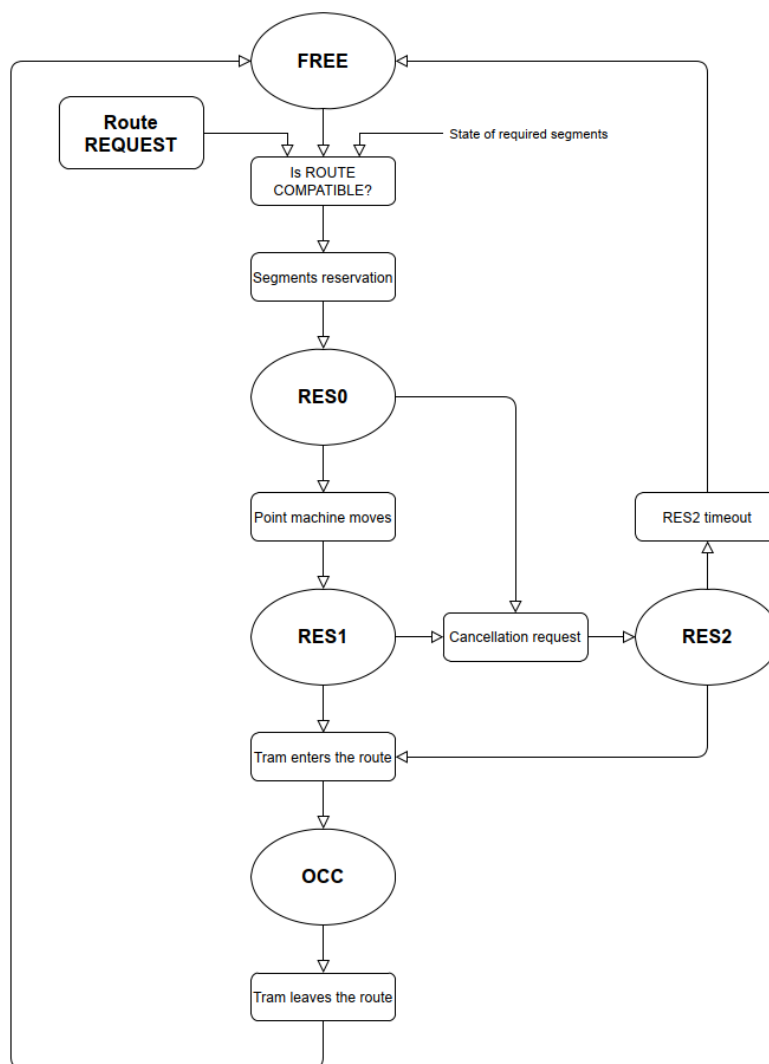 FREE
Route
REQUEST
State of required segments
Is ROUTE
COMPATIBLE?
Segments reservation
RES0
Point machine moves
RES2 timeout
RES1
Cancellation request
RES2
Tram enters the route
OCC
Tram leaves the route